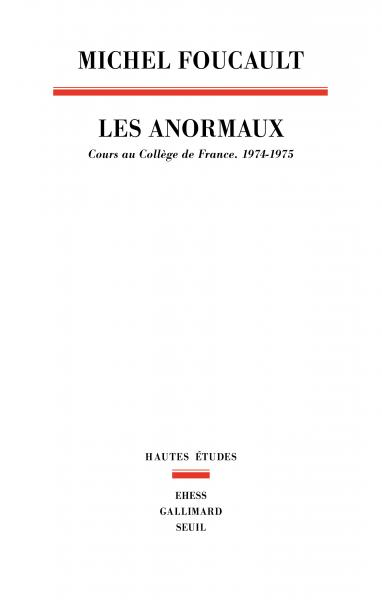 MICHEL FOUCAULT
LES ANORMAUX
Cours au Collège de France. 1974-1975
HAUTES ÉTUDES
EHESS
GALLIMARD
SEUIL